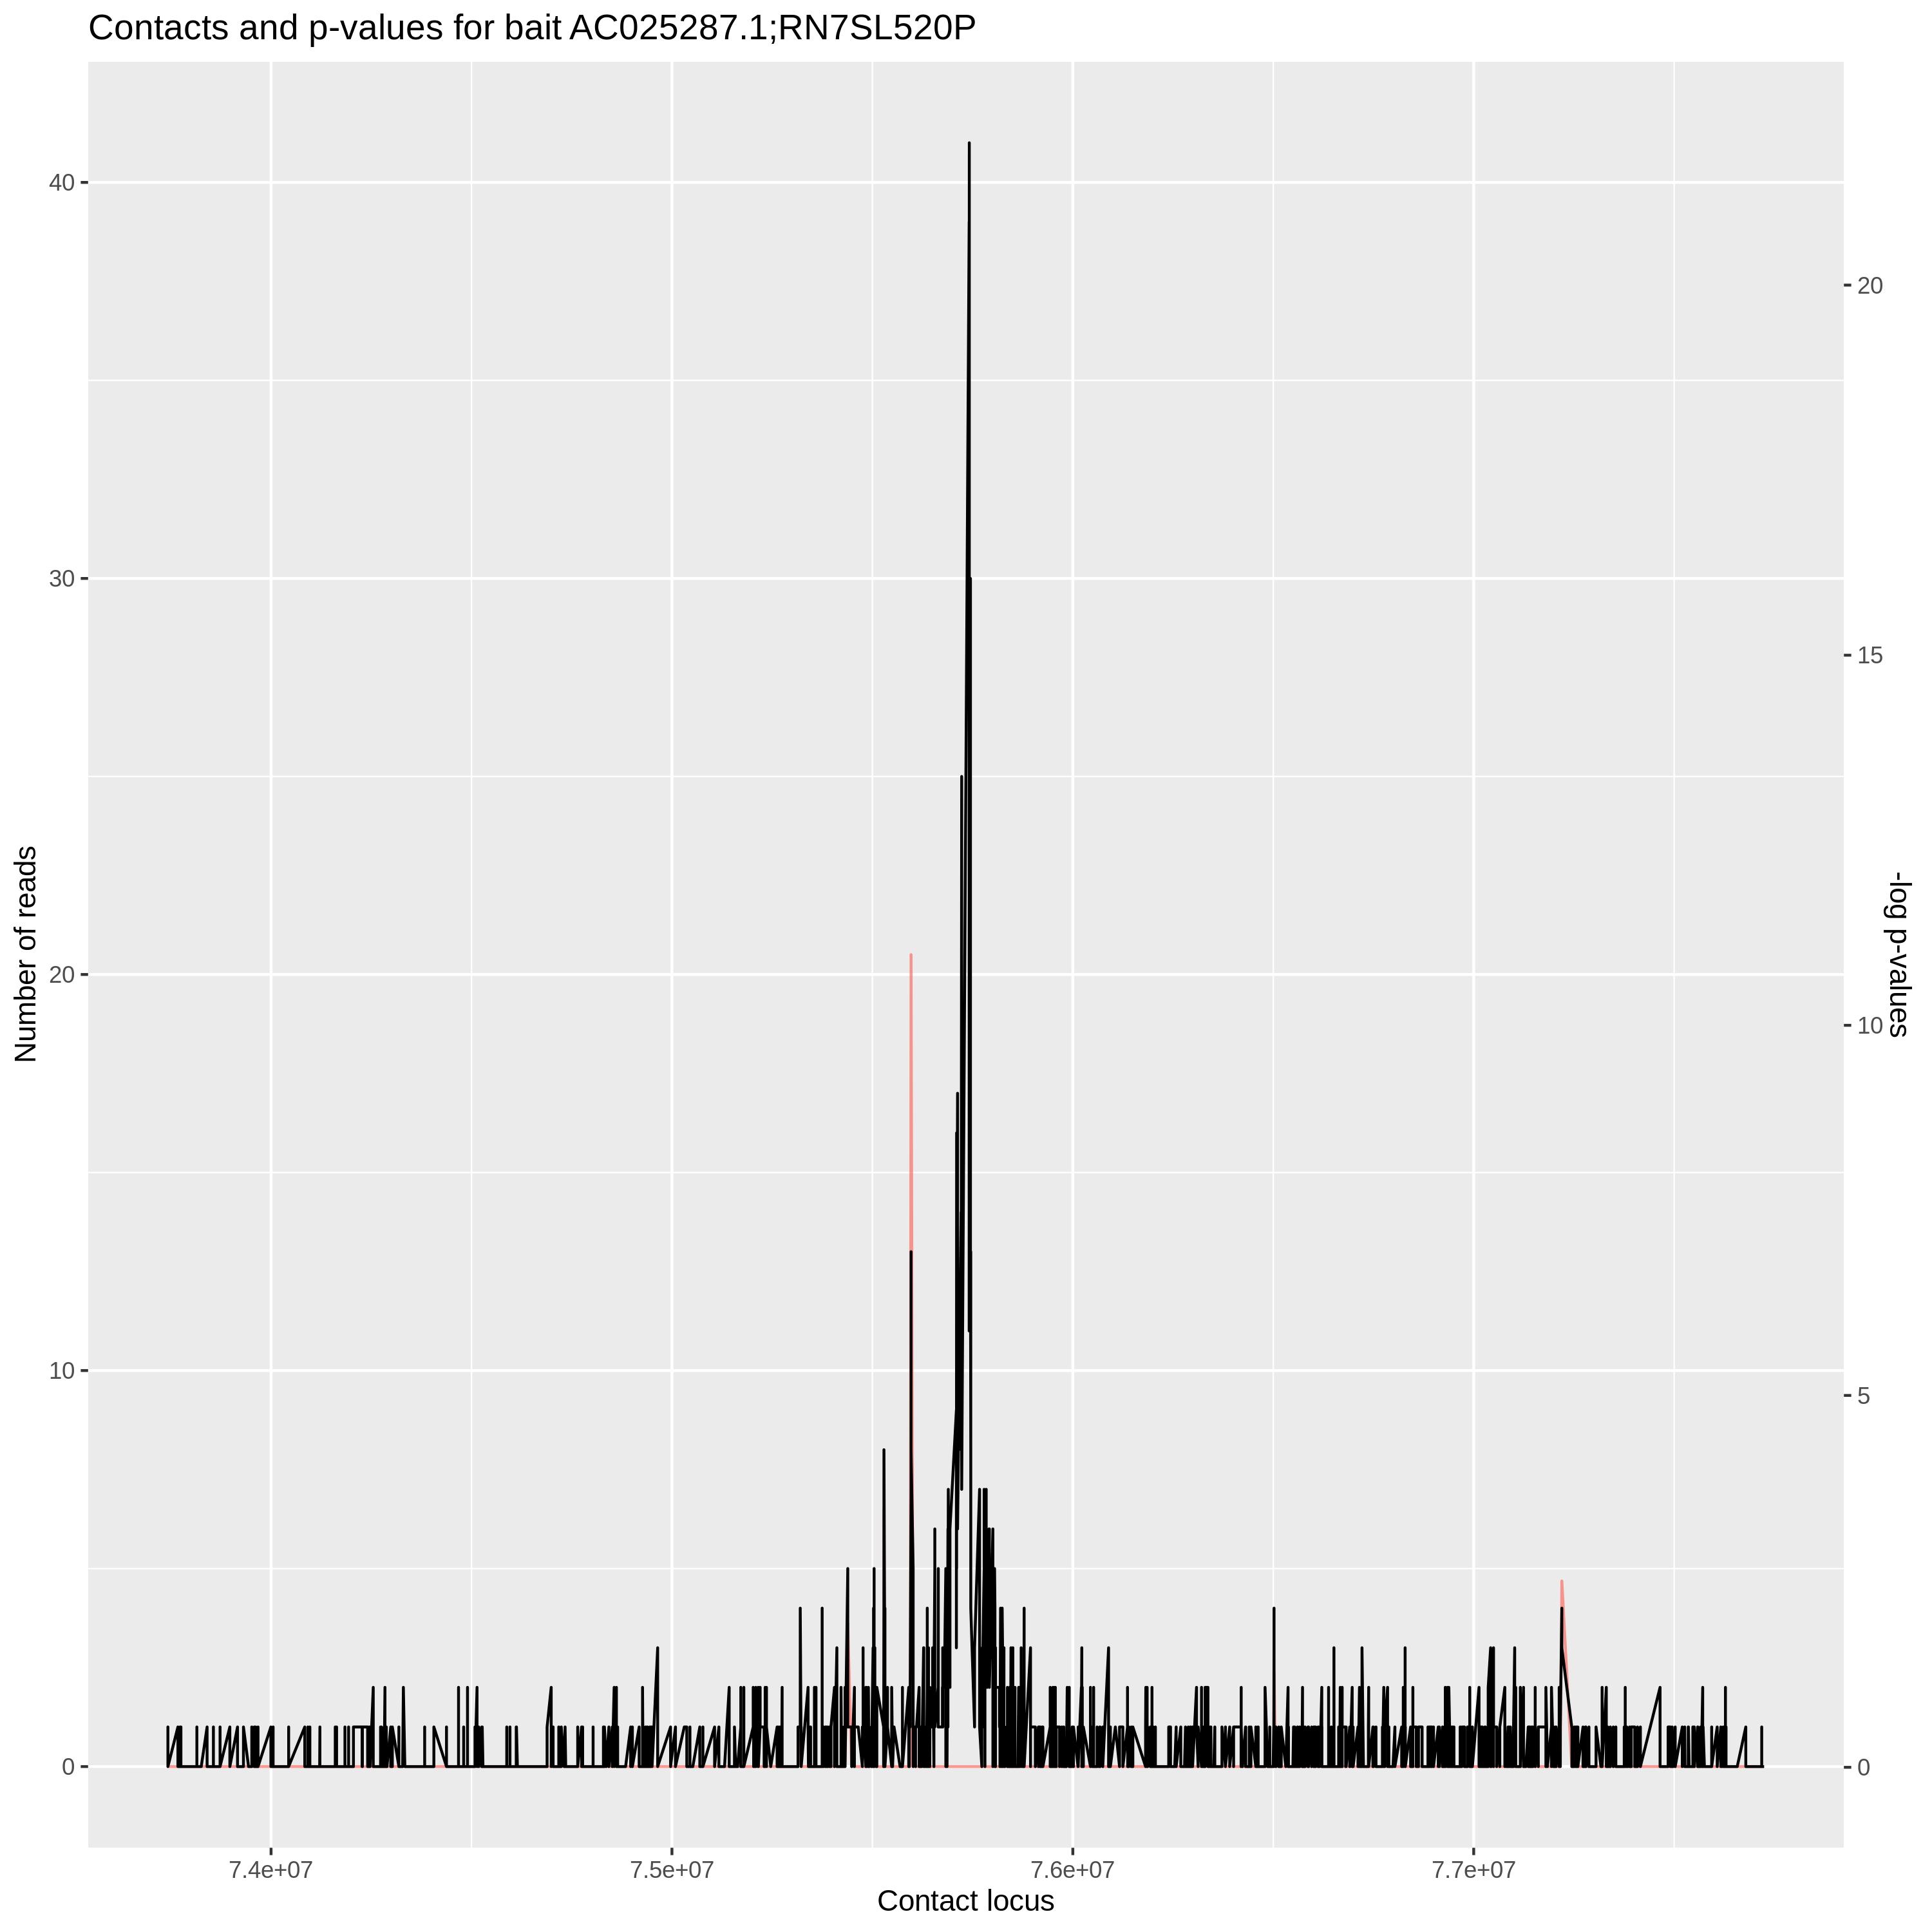 Contacts and p-values for bait AC025287.1;RN7SL520P
40
30
20
10
0
Number of reads
20
15
10
5
0
-log p-values
7.4e+07
7.5e+07
7.6e+07
7.7e+07
Contact locus